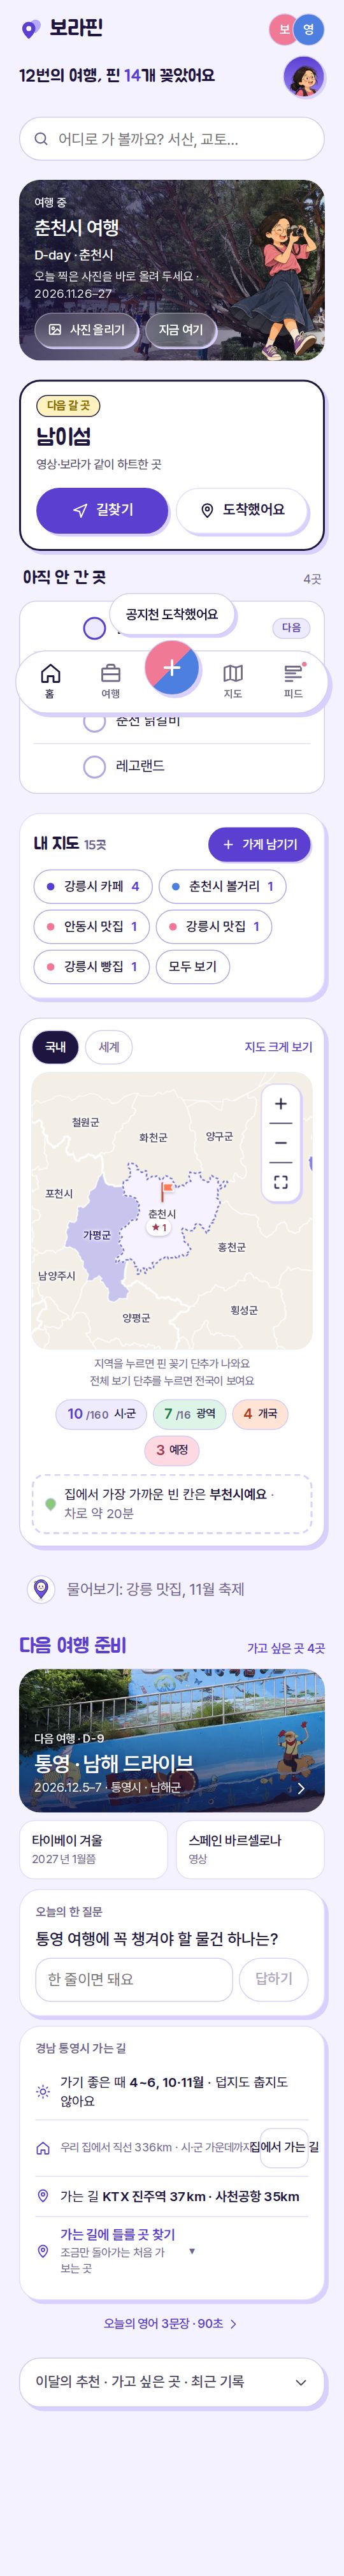 보라핀
보
영
12번의 여행, 핀 14개 꽂았어요
어디로 가 볼까요? 서산, 교토...
여행 중
춘천시 여행
D-day · 춘천시
오늘 찍은 사진을 바로 올려 두세요 ·
2026.11.26–27
사진 올리기
지금 여기
다음 갈 곳
남이섬
영상·보라가 같이 하트한 곳
길찾기
도착했어요
아직 안 간 곳
4곳
공지천 도착했어요
다음
홈
여행
+
지도
피드
춘천 닭갈비
레고랜드
내 지도 15곳
+ 가게 남기기
강릉시 카페 4
춘천시 볼거리 1
안동시 맛집 1
강릉시 맛집 1
강릉시 빵집 1
모두 보기
국내
세계
지도 크게 보기
+
−
철원군
화천군
양구군
포천시
춘천시
★ 1
가평군
홍천군
남양주시
양평군
횡성군
지역을 누르면 핀 꽂기 단추가 나와요
전체 보기 단추를 누르면 전국이 보여요
10 /160 시·군
7 /16 광역
4 개국
3 예정
집에서 가장 가까운 빈 칸은 부천시예요 ·
차로 약 20분
물어보기: 강릉 맛집, 11월 축제
다음 여행 준비
가고 싶은 곳 4곳
다음 여행 · D-9
통영 · 남해 드라이브
2026.12.5–7 · 통영시 · 남해군
타이베이 겨울
2027년 1월쯤
스페인 바르셀로나
영상
오늘의 한 질문
통영 여행에 꼭 챙겨야 할 물건 하나는?
한 줄이면 돼요
답하기
경남 통영시 가는 길
가기 좋은 때 4~6, 10·11월 · 덥지도 춥지도
않아요
우리 집에서 직선 336km · 시·군 가운데까지
집에서 가는 길
가는 길 KTX 진주역 37km · 사천공항 35km
가는 길에 들를 곳 찾기
조금만 돌아가는 처음 가
보는 곳
▼
오늘의 영어 3문장 · 90초
이달의 추천 · 가고 싶은 곳 · 최근 기록